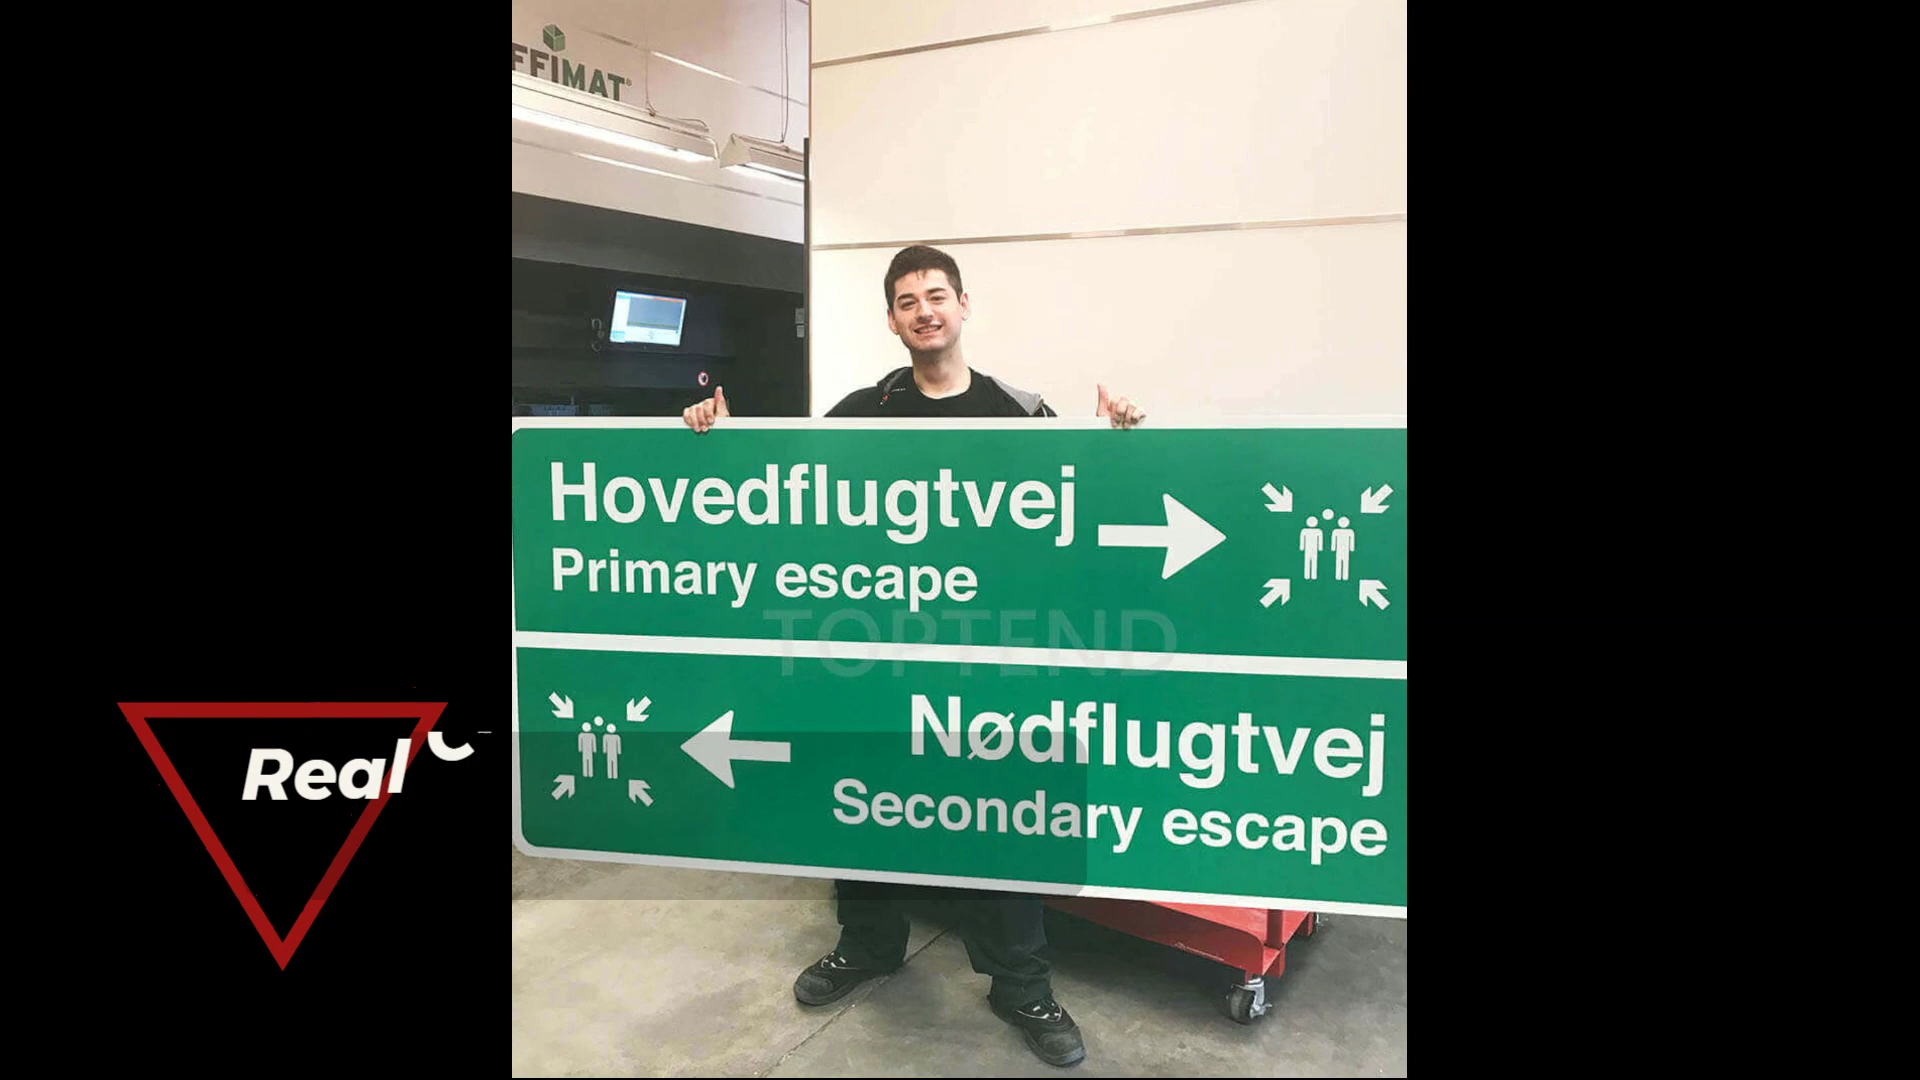 FFIMAT®
Hovedflugtvej
Primary escape
TOPTEND
Nødflugtvej
Secondary escape
Real